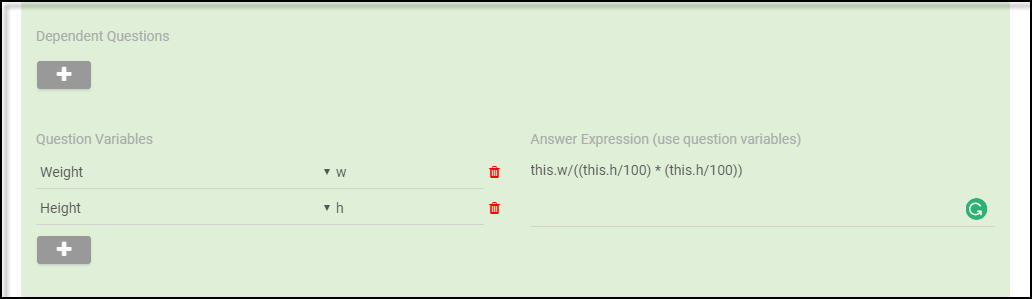 Dependent Questions
Question Variables
Answer Expression (use question variables)
Weight w
this.w/((this.h/100) * (this.h/100))
Height h